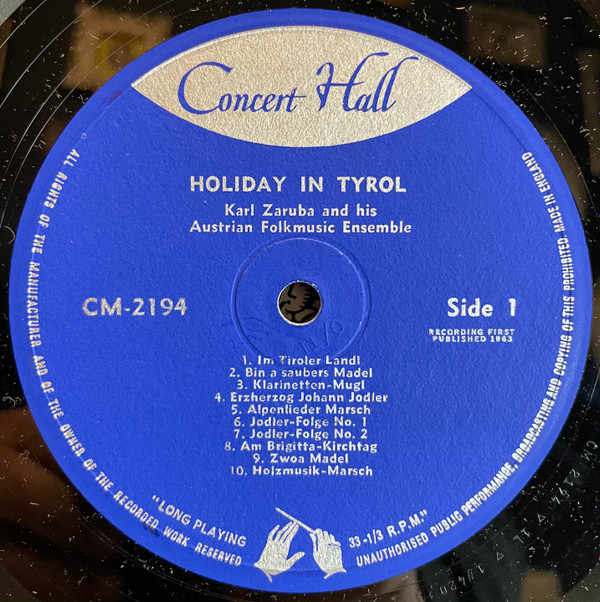 Concert Hall
HOLIDAY IN TYROL
Karl Zaruba and his
Austrian Folkmusic Ensemble
CM-2194
Side 1
RECORDING FIRST
PUBLISHED 1963
1. Im Tiroler Landl
2. Bin a saubers Madel
3. Klarinetten-Mugl
4. Erzherzog Johann Jodler
5. Alpenlieder Marsch
6. Jodler-Folge No. 1
7. Jodler-Folge No. 2
8. Am Brigitta-Kirchtag
9. Zwoa Madel
10. Holzmusik-Marsch
"LONG PLAYING
33-1/3 R.P.M."
ALL RIGHTS OF THE MANUFACTURER AND OF THE OWNER OF THE RECORDED WORK RESERVED
UNAUTHORISED PUBLIC PERFORMANCE, BROADCASTING AND COPYING OF THIS PROHIBITED. MADE IN ENGLAND